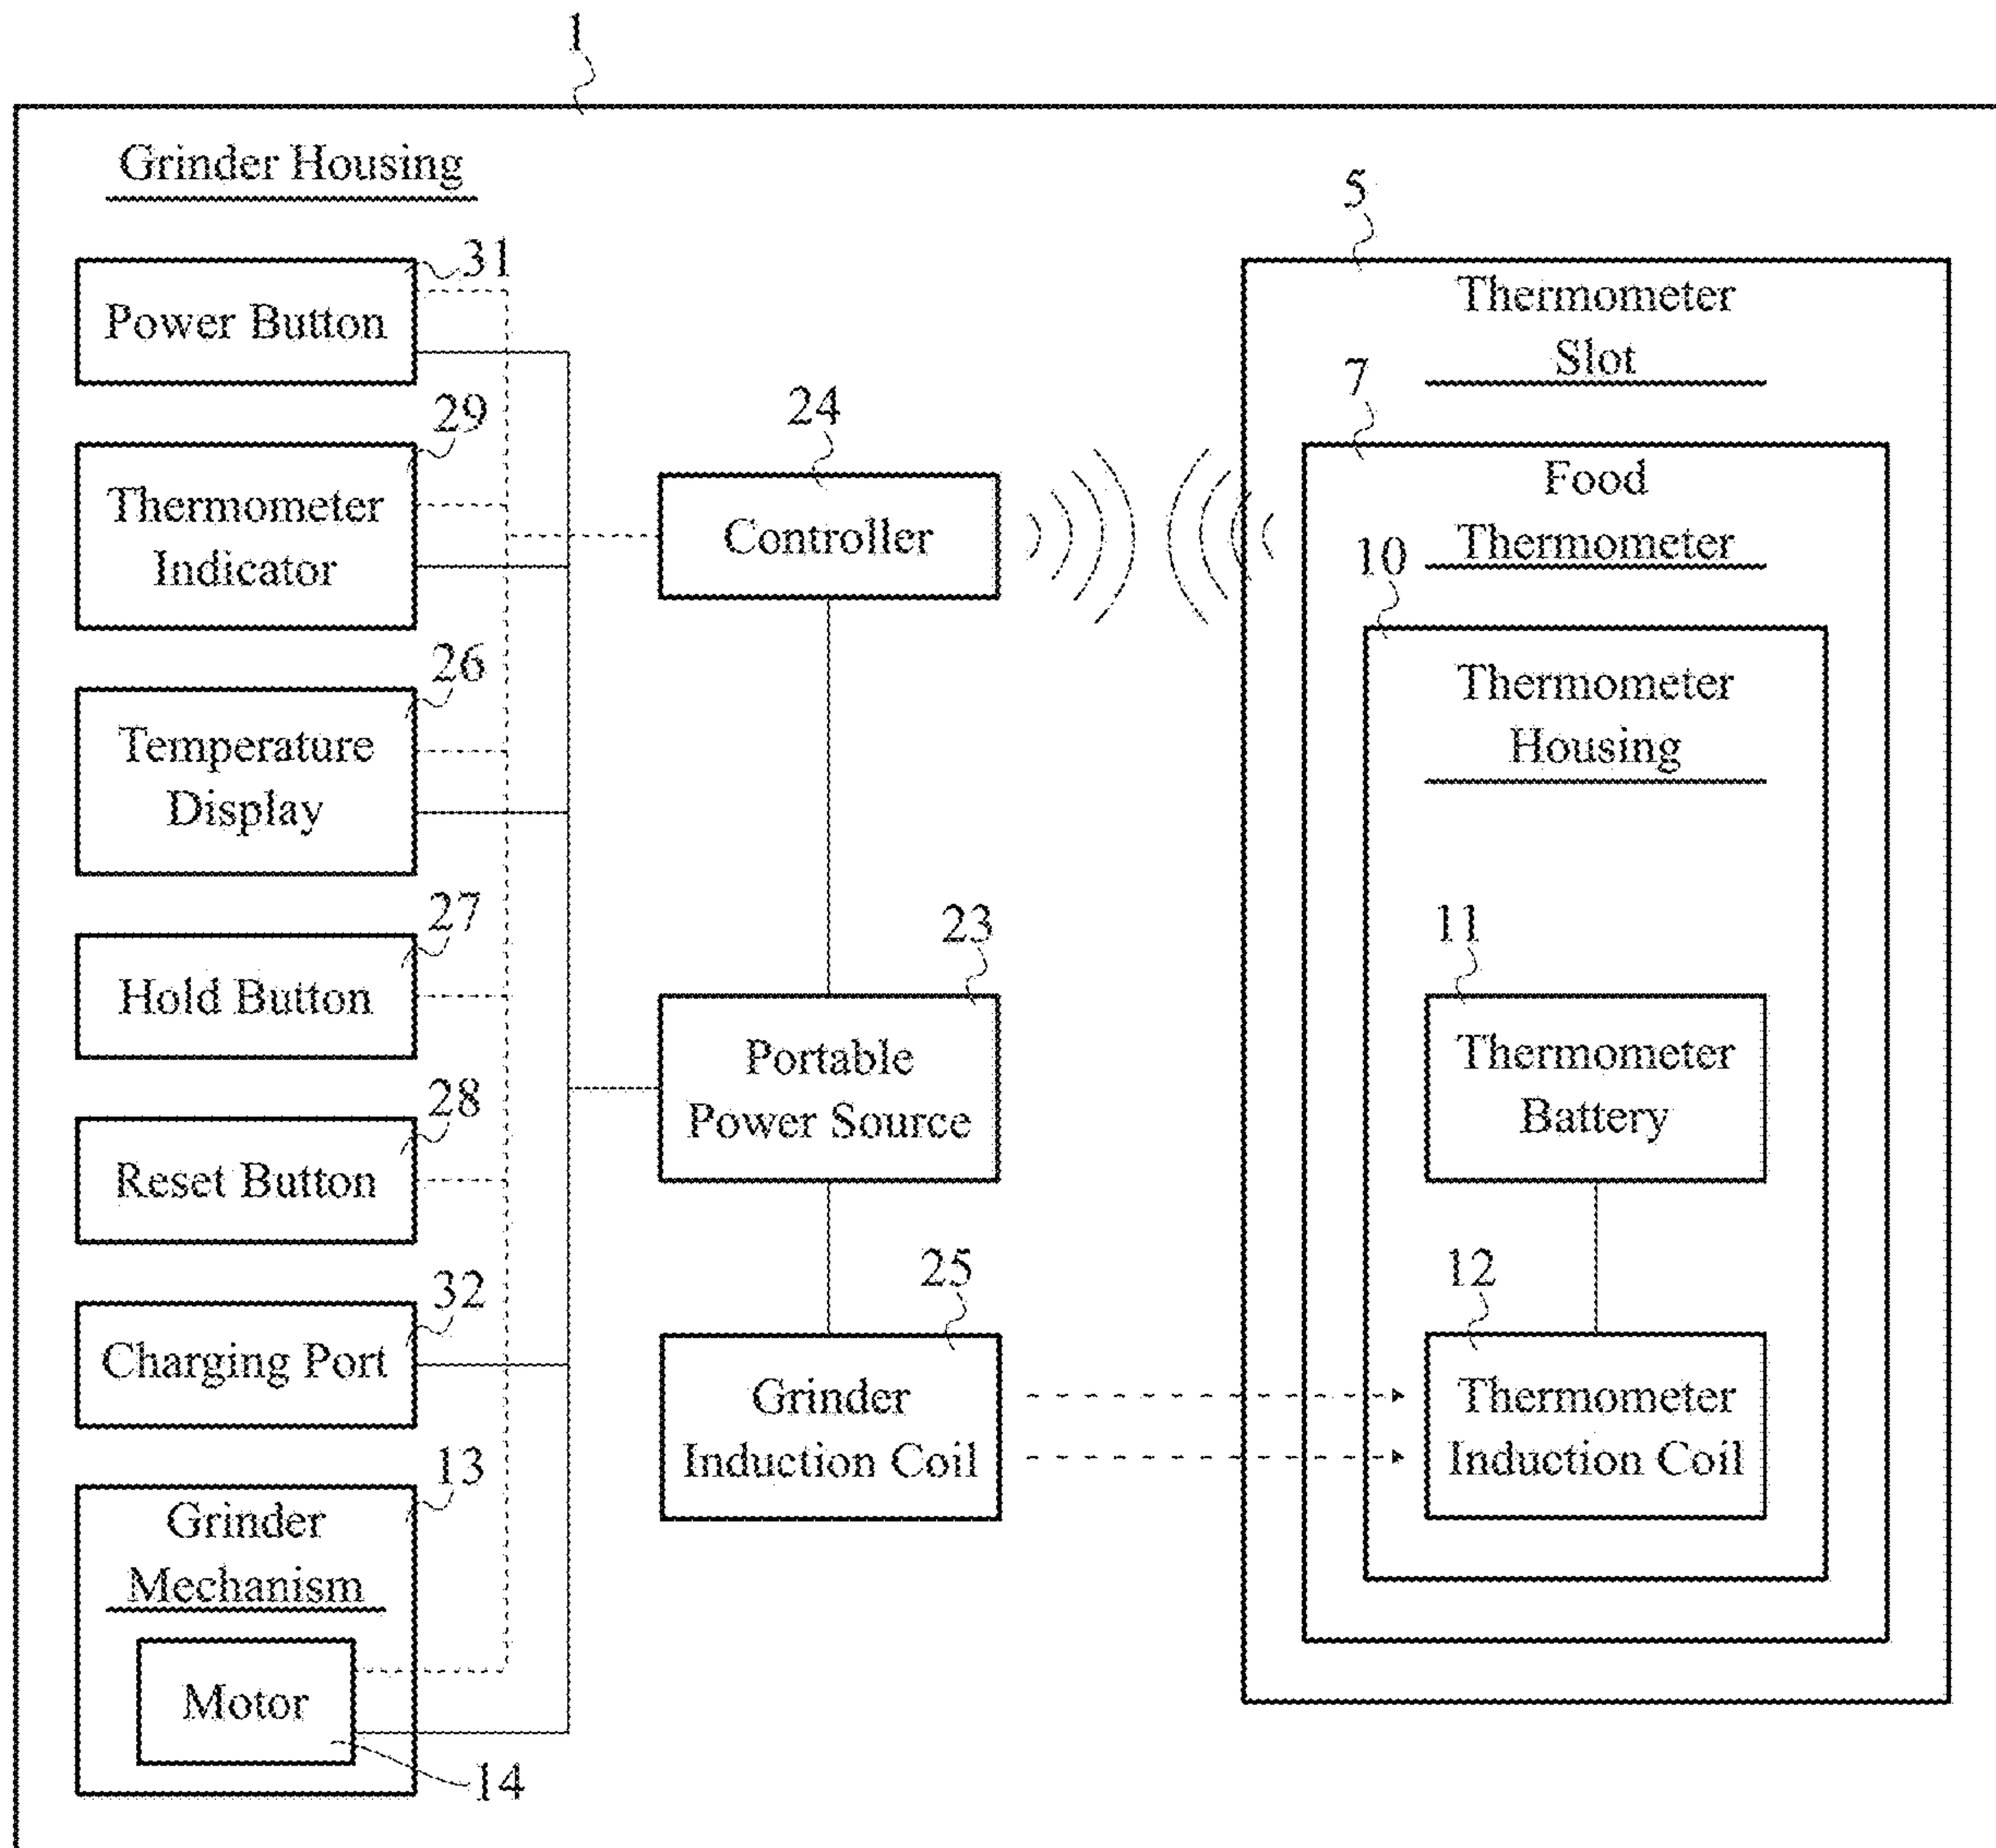 1
Grinder Housing
31
Power Button
29
Thermometer
Indicator
26
Temperature
Display
27
Hold Button
28
Reset Button
32
Charging Port
13
Grinder
Mechanism
Motor
14
24
Controller
23
Portable
Power Source
25
Grinder
Induction Coil
5
Thermometer
Slot
7
Food
Thermometer
10
Thermometer
Housing
11
Thermometer
Battery
12
Thermometer
Induction Coil